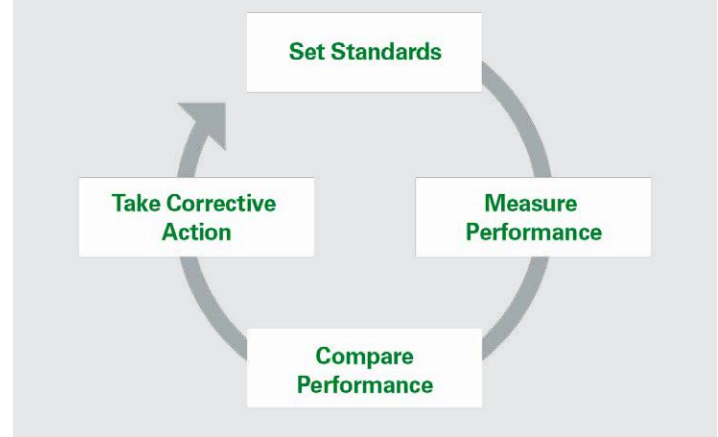 Set Standards
Measure
Performance
Compare
Performance
Take Corrective
Action